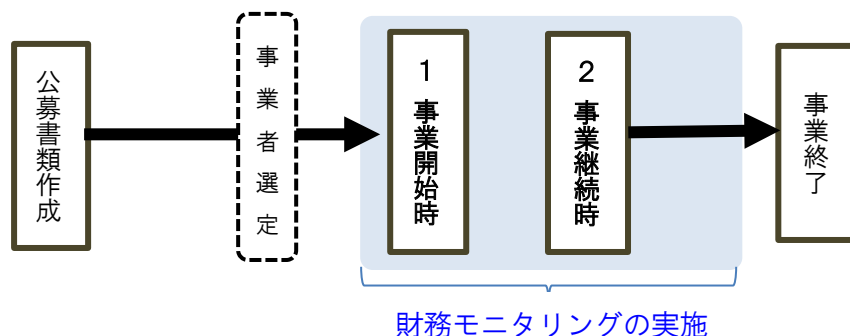 公募書類作成
事業者選定
1 事業開始時
2 事業継続時
事業終了
財務モニタリングの実施